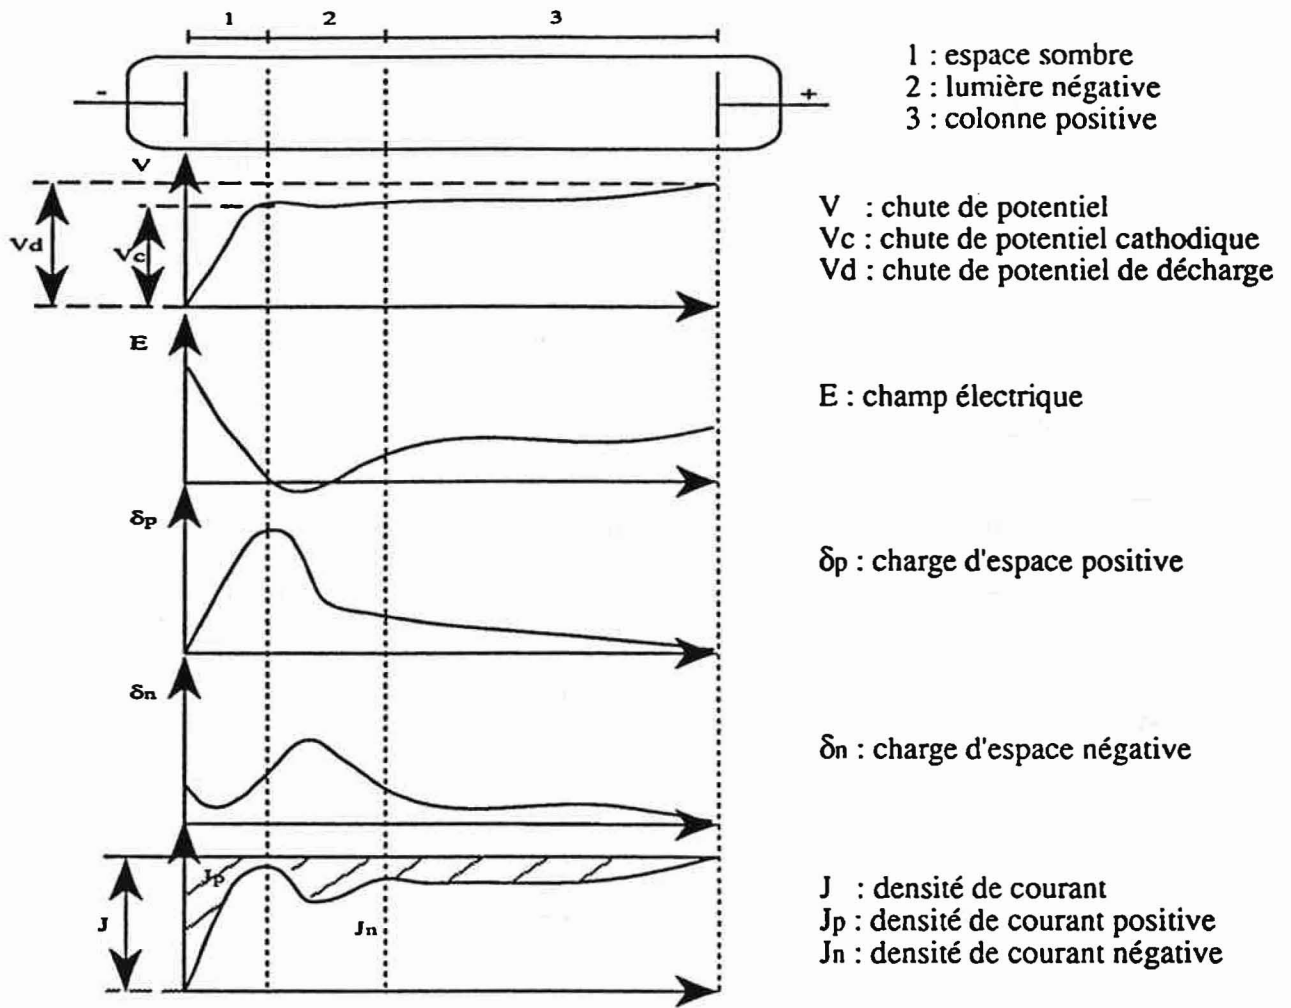 1 2 3
1 : espace sombre
2 : lumière négative
3 : colonne positive
- +
V
Vd
Vc
V : chute de potentiel
Vc : chute de potentiel cathodique
Vd : chute de potentiel de décharge
E
E : champ électrique
δp
δp : charge d'espace positive
δn
δn : charge d'espace négative
Jp
J
Jn
J : densité de courant
Jp : densité de courant positive
Jn : densité de courant négative